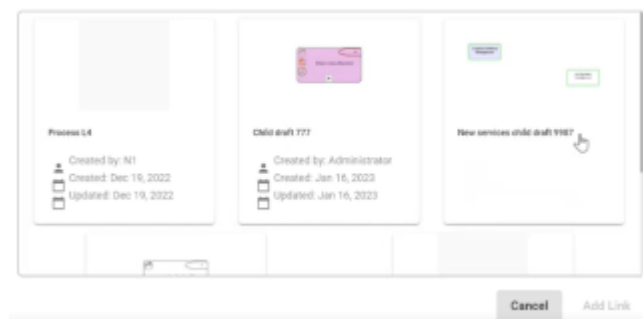 Process L4
Created by: N1
Created: Dec 19, 2022
Updated: Dec 19, 2022
Child draft 777
Created by: Administrator
Created: Jan 16, 2023
Updated: Jan 16, 2023
New services child draft 9987
Cancel
Add Link